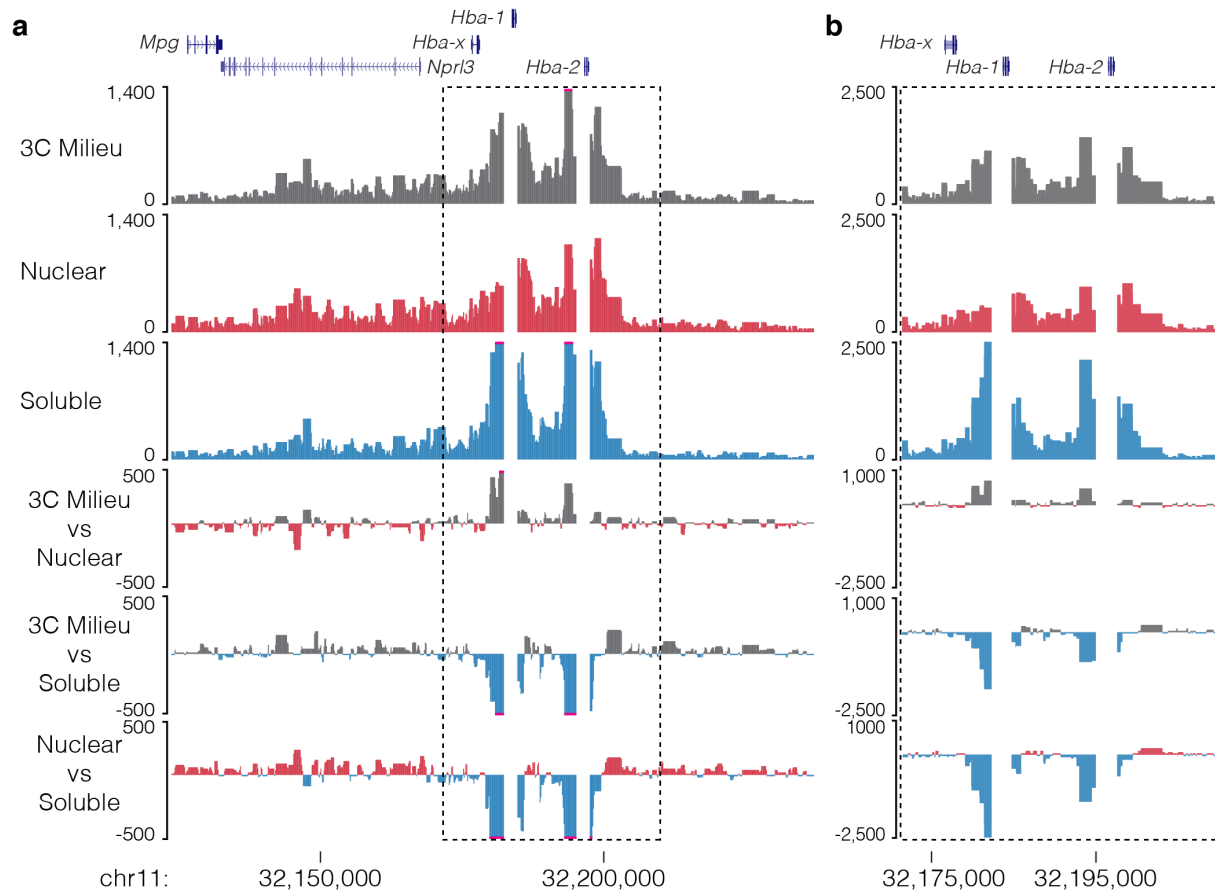 a
b
Hba-1
Mpg
Hba-x
Nprl3
Hba-2
Hba-x
Hba-1
Hba-2
3C Milieu
1,400
0
2,500
0
Nuclear
1,400
0
2,500
0
Soluble
1,400
0
2,500
0
3C Milieu
vs
Nuclear
500
-500
1,000
-2,500
3C Milieu
vs
Soluble
500
-500
1,000
-2,500
Nuclear
vs
Soluble
500
-500
1000
-2,500
chr11:
32,150,000
32,200,000
32,175,000
32,195,000